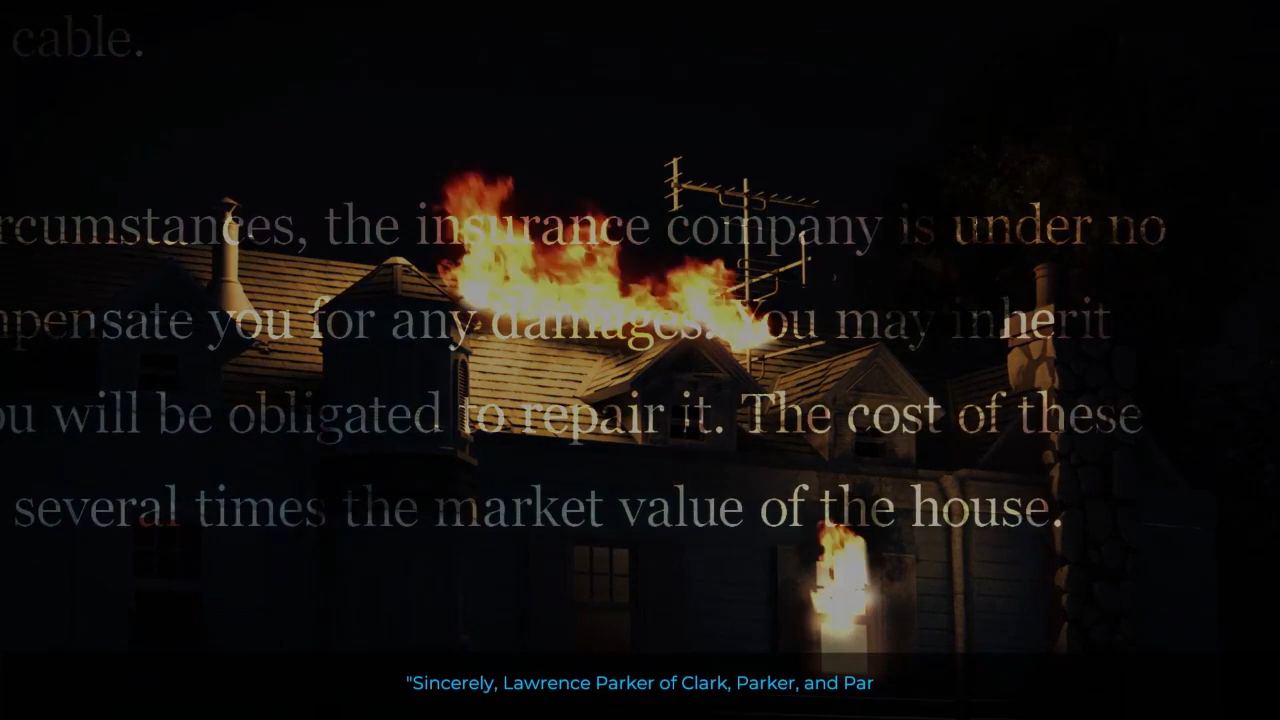 cable.
rcumstances, the insurance company is under no
mpensate you for any damages. You may inherit
ou will be obligated to repair it. The cost of these
several times the market value of the house.
"Sincerely, Lawrence Parker of Clark, Parker, and Par